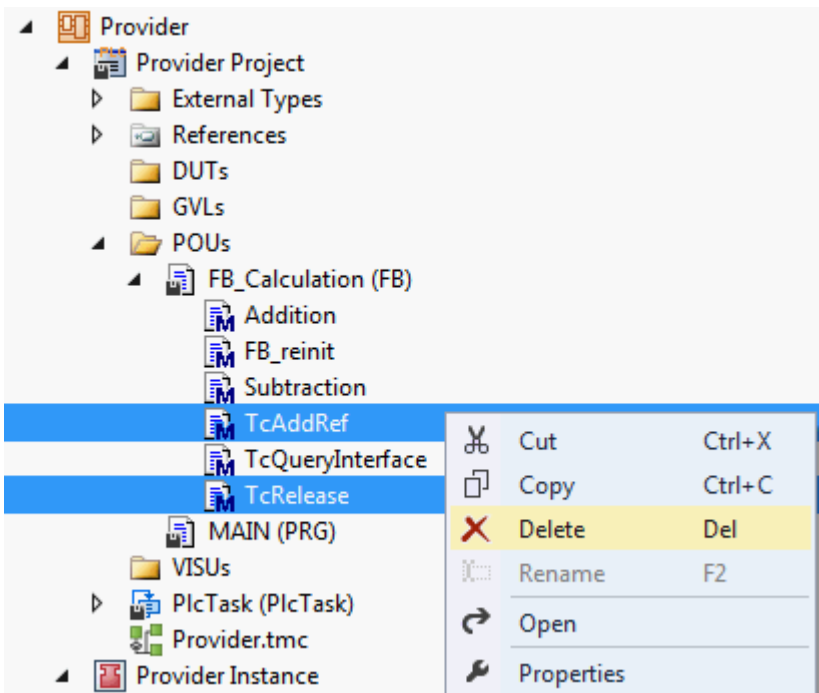 Provider
Provider Project
External Types
References
DUTs
GVLs
POUs
FB_Calculation (FB)
Addition
FB_reinit
Subtraction
TcAddRef
TcQueryInterface
TcRelease
MAIN (PRG)
VISUs
PlcTask (PlcTask)
Provider.tmc
Provider Instance
Cut Ctrl+X
Copy Ctrl+C
Delete Del
Rename F2
Open
Properties